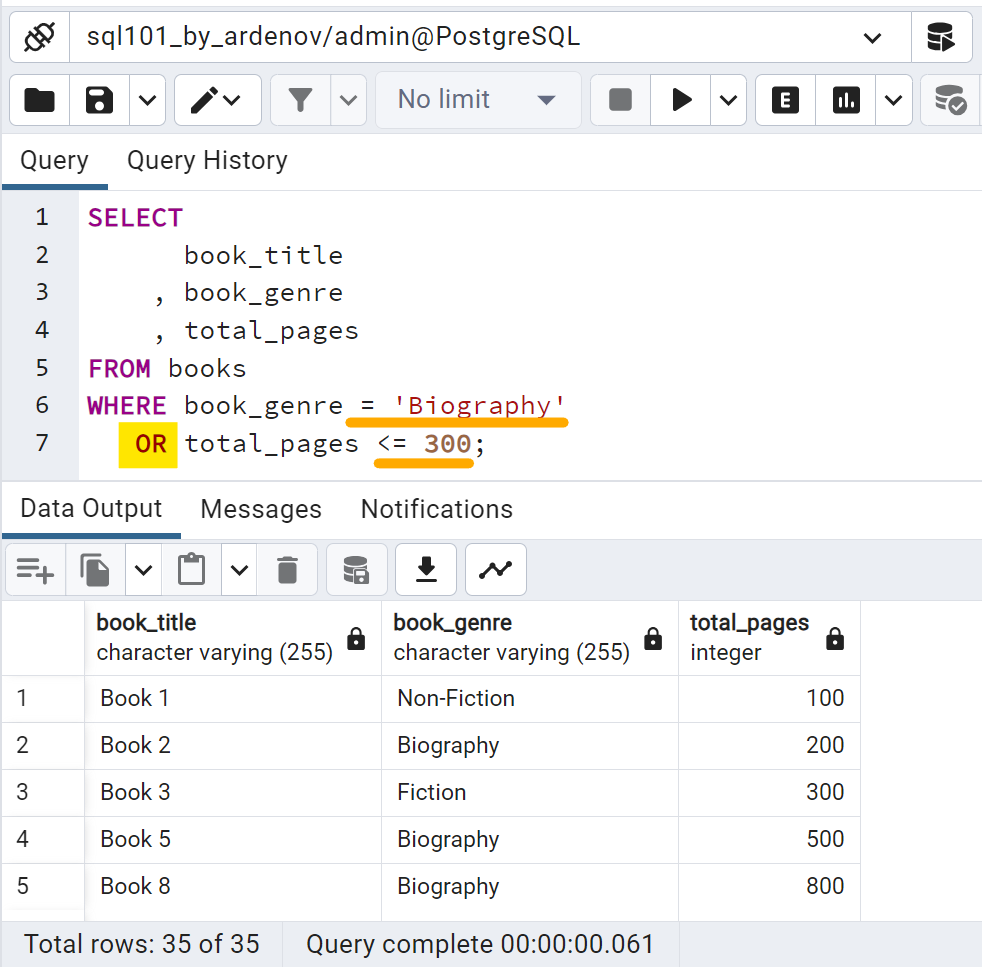 sql101_by_ardenov/admin@PostgreSQL
No limit
E
Query Query History
1 SELECT
2 book_title
3 , book_genre
4 , total_pages
5 FROM books
6 WHERE book_genre = 'Biography'
7 OR total_pages <= 300;
Data Output Messages Notifications
book_title book_genre total_pages
character varying (255) character varying (255) integer
1 Book 1 Non-Fiction 100
2 Book 2 Biography 200
3 Book 3 Fiction 300
4 Book 5 Biography 500
5 Book 8 Biography 800
Total rows: 35 of 35 Query complete 00:00:00.061